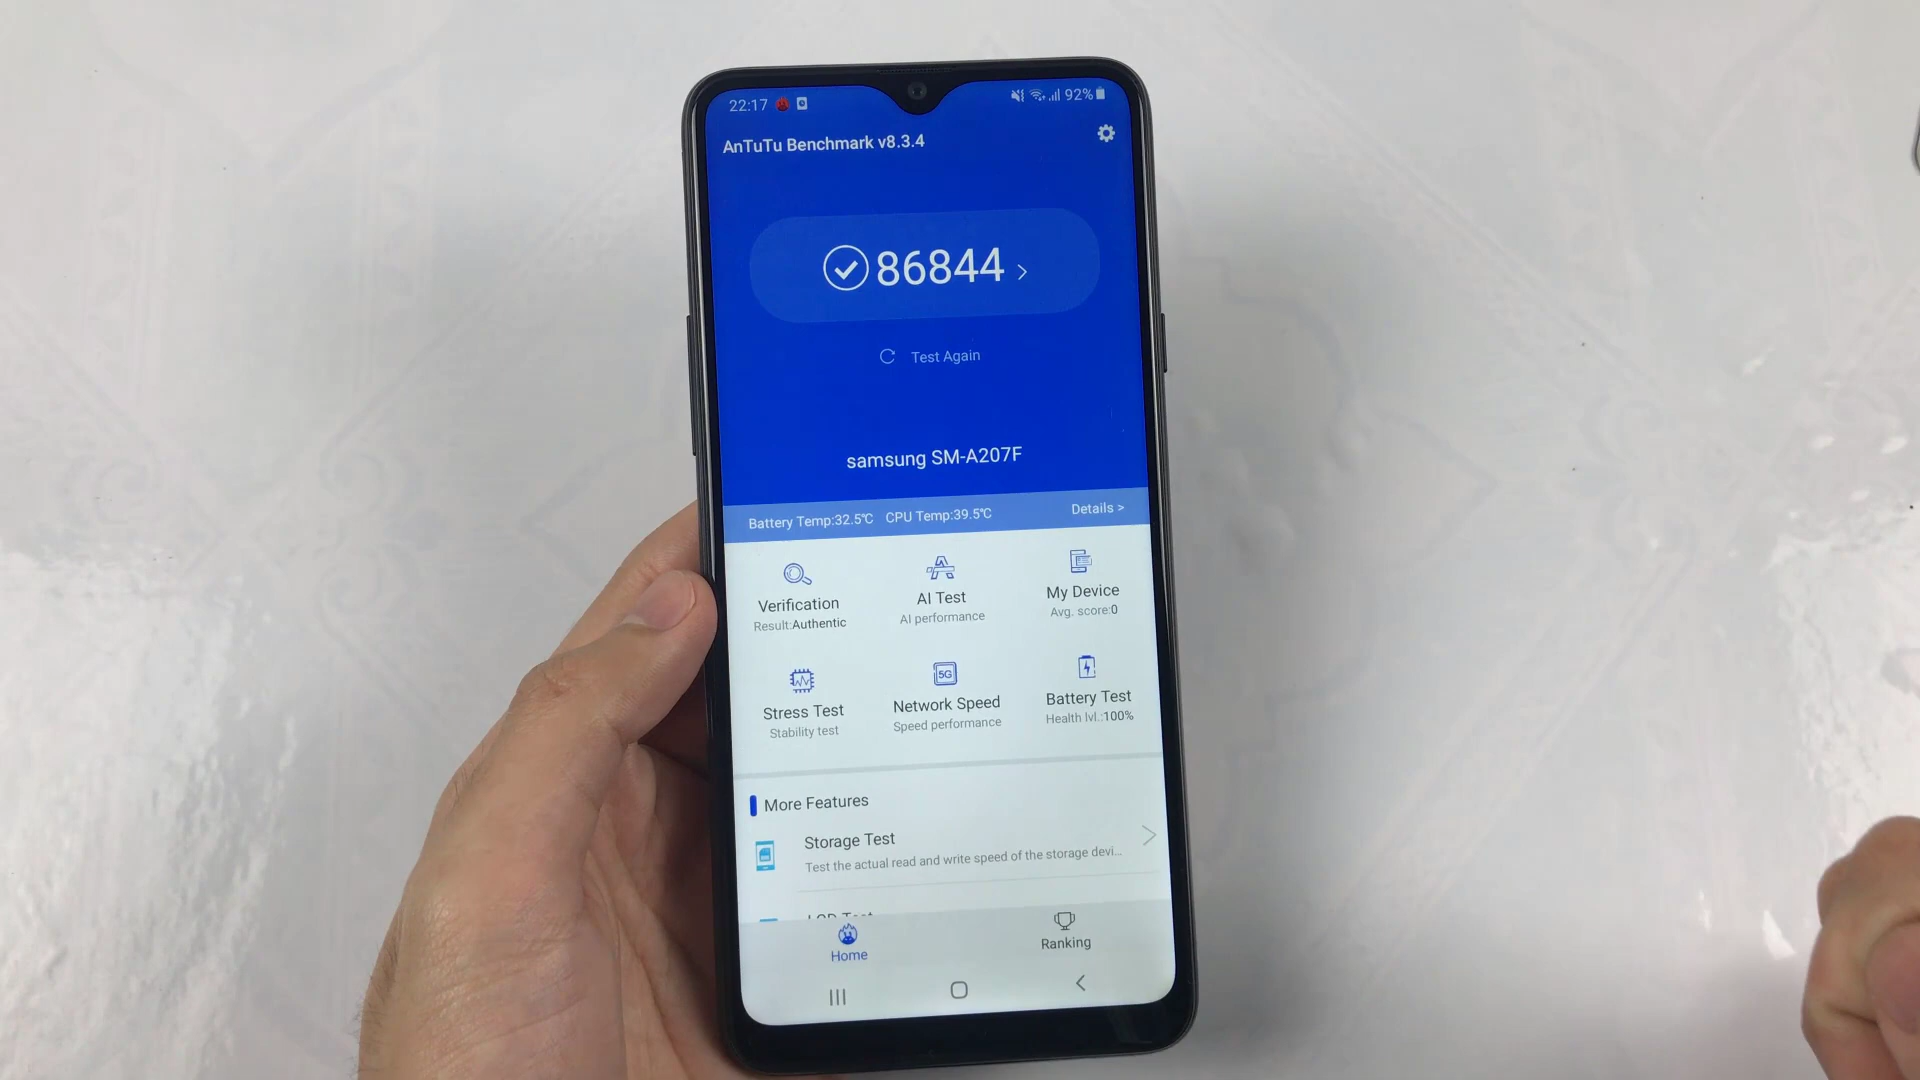 22:17
92%
AnTuTu Benchmark v8.3.4
86844
Test Again
samsung SM-A207F
Battery Temp:32.5℃ CPU Temp:39.5℃ Details >
Verification
Result:Authentic
AI Test
AI performance
My Device
Avg. score:0
Stress Test
Stability test
5G
Network Speed
Speed performance
Battery Test
Health lvl.:100%
More Features
Storage Test
Test the actual read and write speed of the storage devi...
Home
Ranking